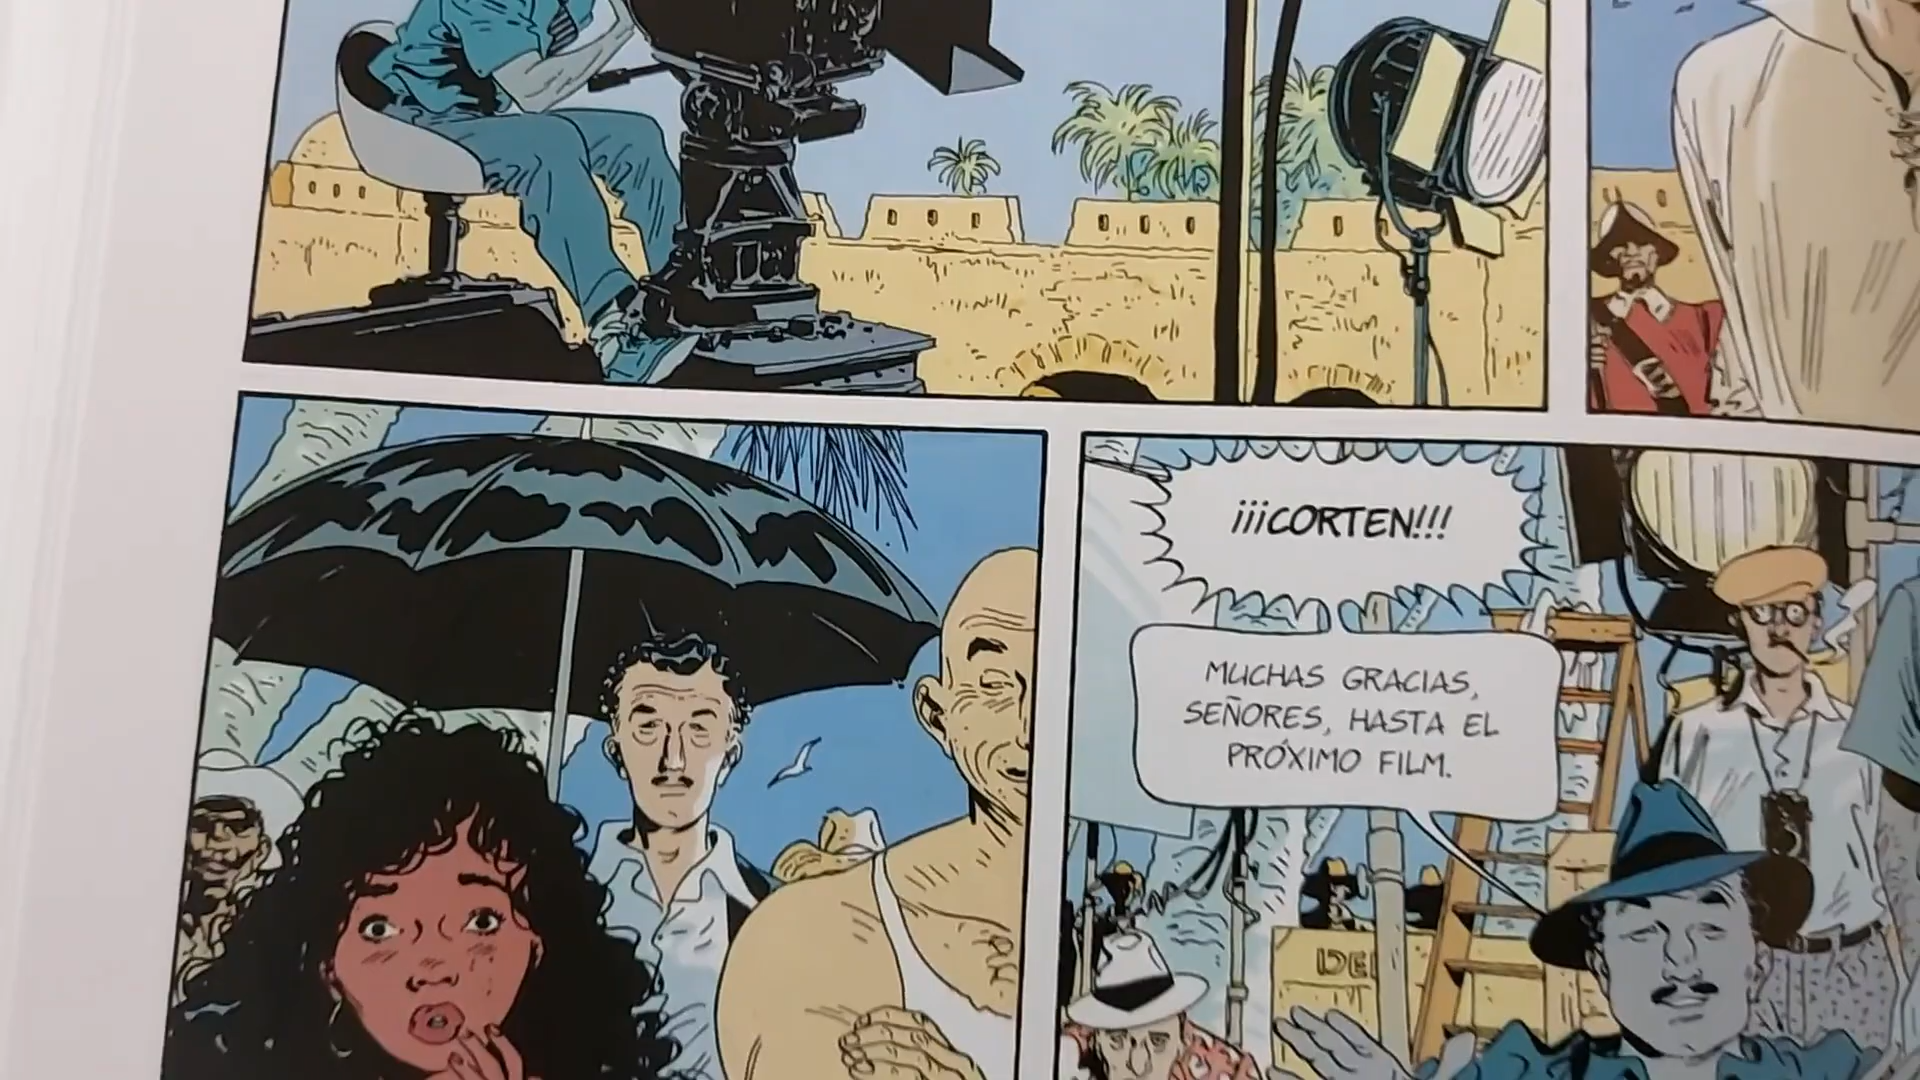 ¡¡¡CORTEN!!!
MUCHAS GRACIAS,
SEÑORES, HASTA EL
PRÓXIMO FILM.